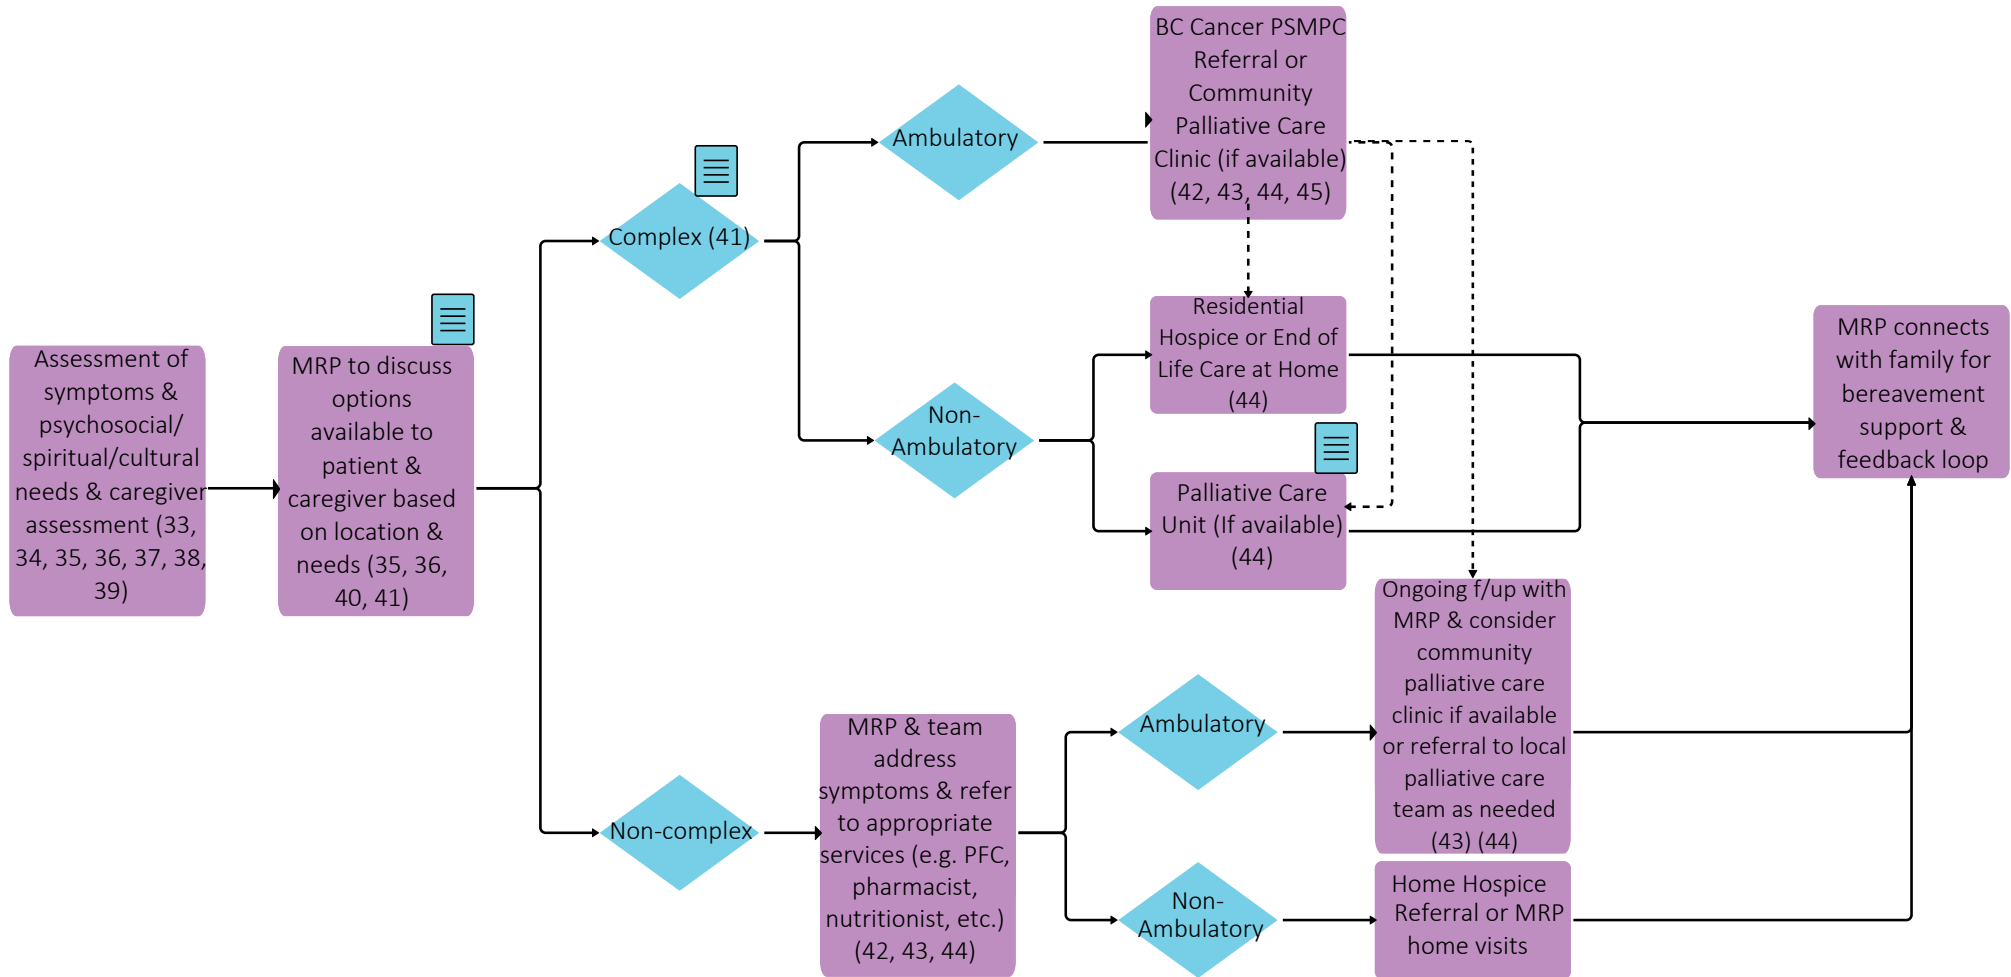 Assessment of
symptoms &
psychosocial/
spiritual/cultural
needs & caregiver
assessment (33,
34, 35, 36, 37, 38,
39)
MRP to discuss
options
available to
patient &
caregiver based
on location &
needs (35, 36,
40, 41)
Complex (41)
Ambulatory
BC Cancer PSMPC
Referral or
Community
Palliative Care
Clinic (if available)
(42, 43, 44, 45)
Non-
Ambulatory
Residential
Hospice or End of
Life Care at Home
(44)
Palliative Care
Unit (If available)
(44)
Non-complex
MRP & team
address
symptoms & refer
to appropriate
services (e.g. PFC,
pharmacist,
nutritionist, etc.)
(42, 43, 44)
Ambulatory
Ongoing f/up with
MRP & consider
community
palliative care
clinic if available
or referral to local
palliative care
team as needed
(43) (44)
Non-
Ambulatory
Home Hospice
Referral or MRP
home visits
MRP connects
with family for
bereavement
support &
feedback loop